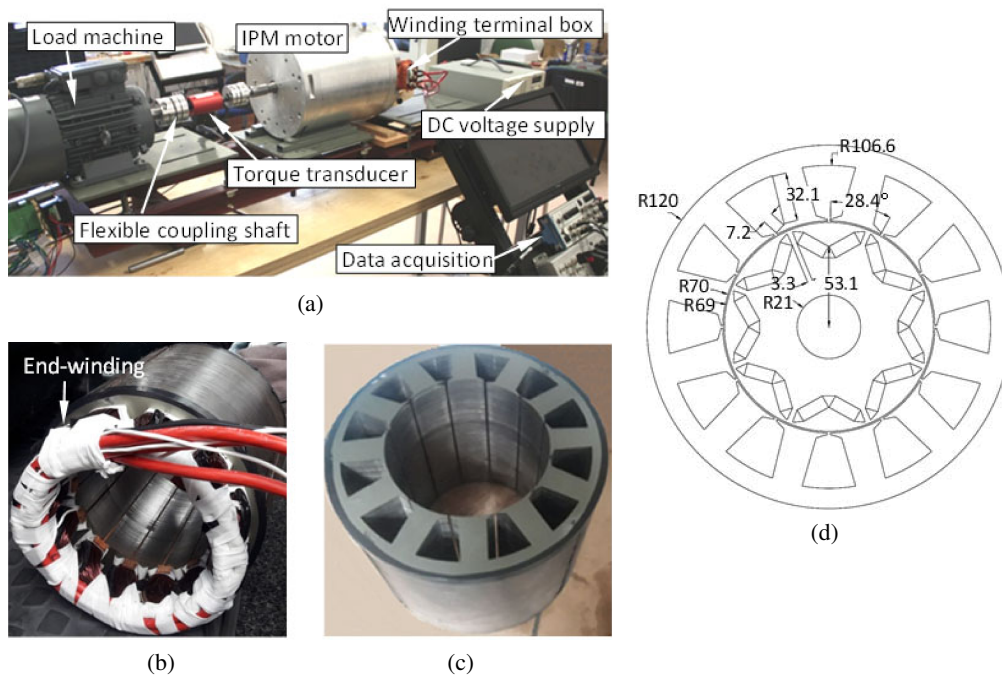 Load machine
IPM motor
Winding terminal box
DC voltage supply
Torque transducer
Flexible coupling shaft
Data acquisition
(a)
End-winding
(b)
(c)
R106.6
R120
32.1
28.4°
7.2
3.3
53.1
R70
R69
R21
(d)